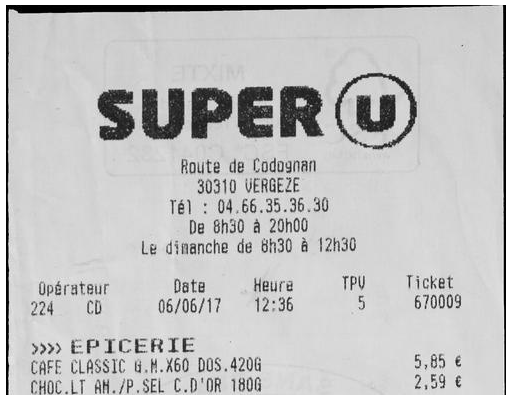 SUPER U
Route de Codognan
30310 VERGEZE
Tél : 04.66.35.36.30
De 8h30 à 20h00
Le dimanche de 8h30 à 12h30
Opérateur Date Heure TPV Ticket
224 CD 06/06/17 12:36 5 670009
>>>> EPICERIE
CAFE CLASSIC G.M.X60 DOS.420G 5,85 €
CHOC.LT AM./P.SEL C.D'OR 180G 2,59 €